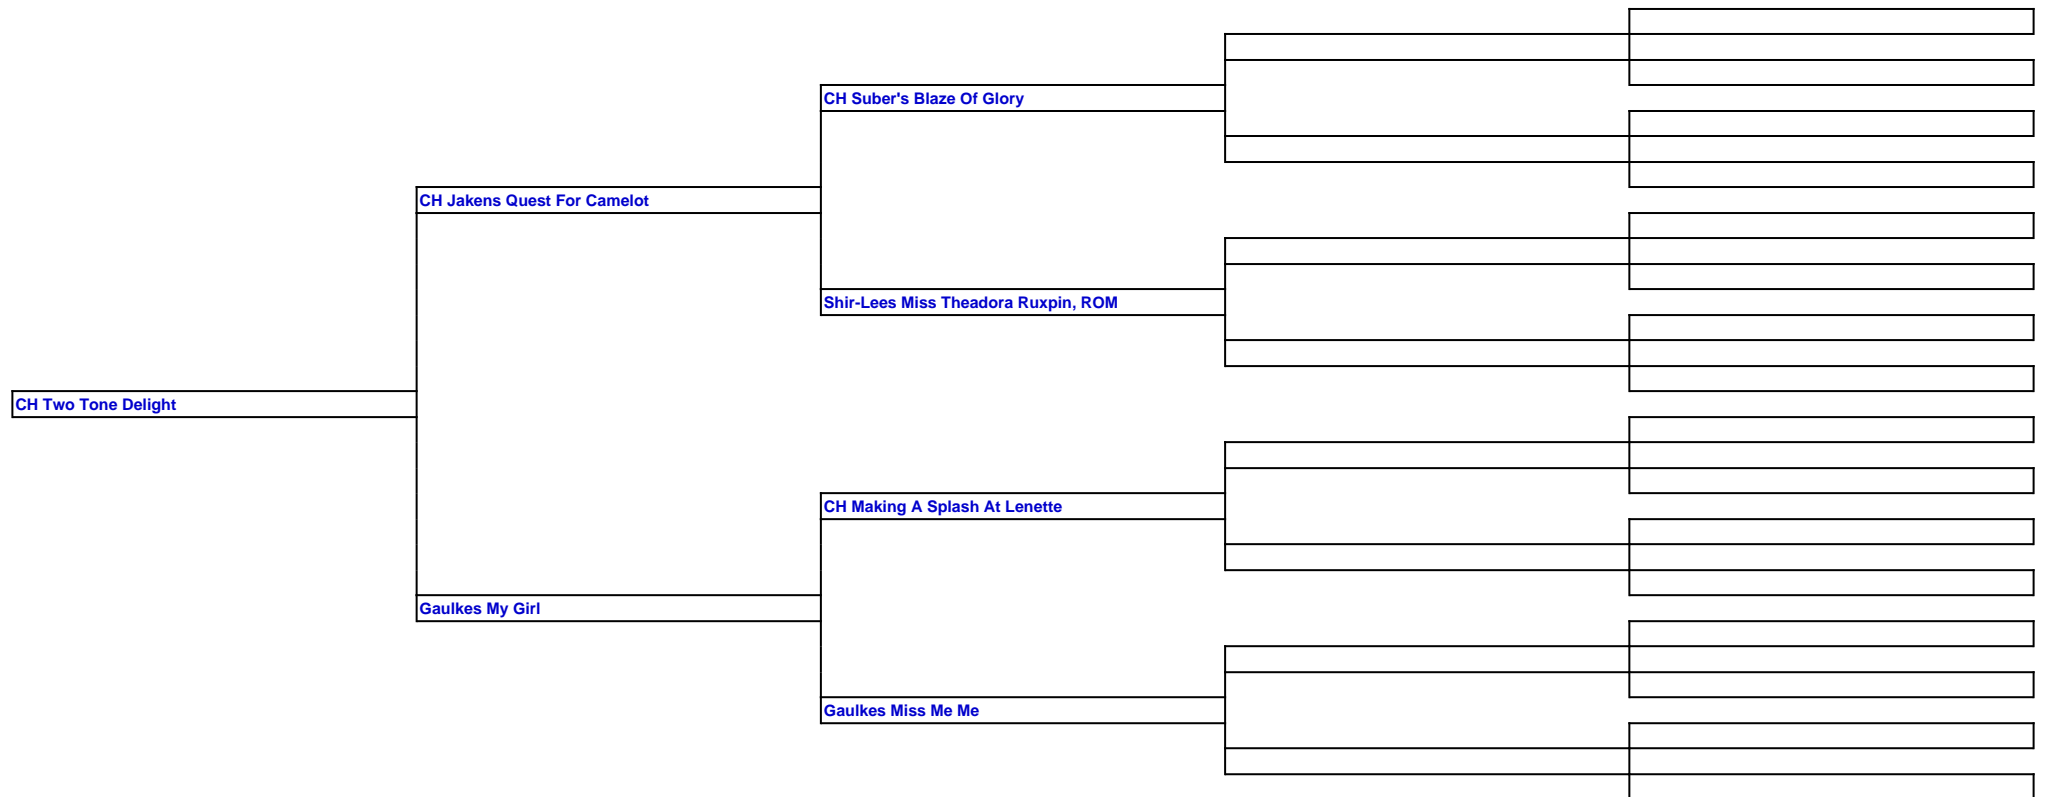 CH Suber's Blaze Of Glory
CH Jakens Quest For Camelot
Shir-Lees Miss Theadora Ruxpin, ROM
CH Two Tone Delight
CH Making A Splash At Lenette
Gaulkes My Girl
Gaulkes Miss Me Me